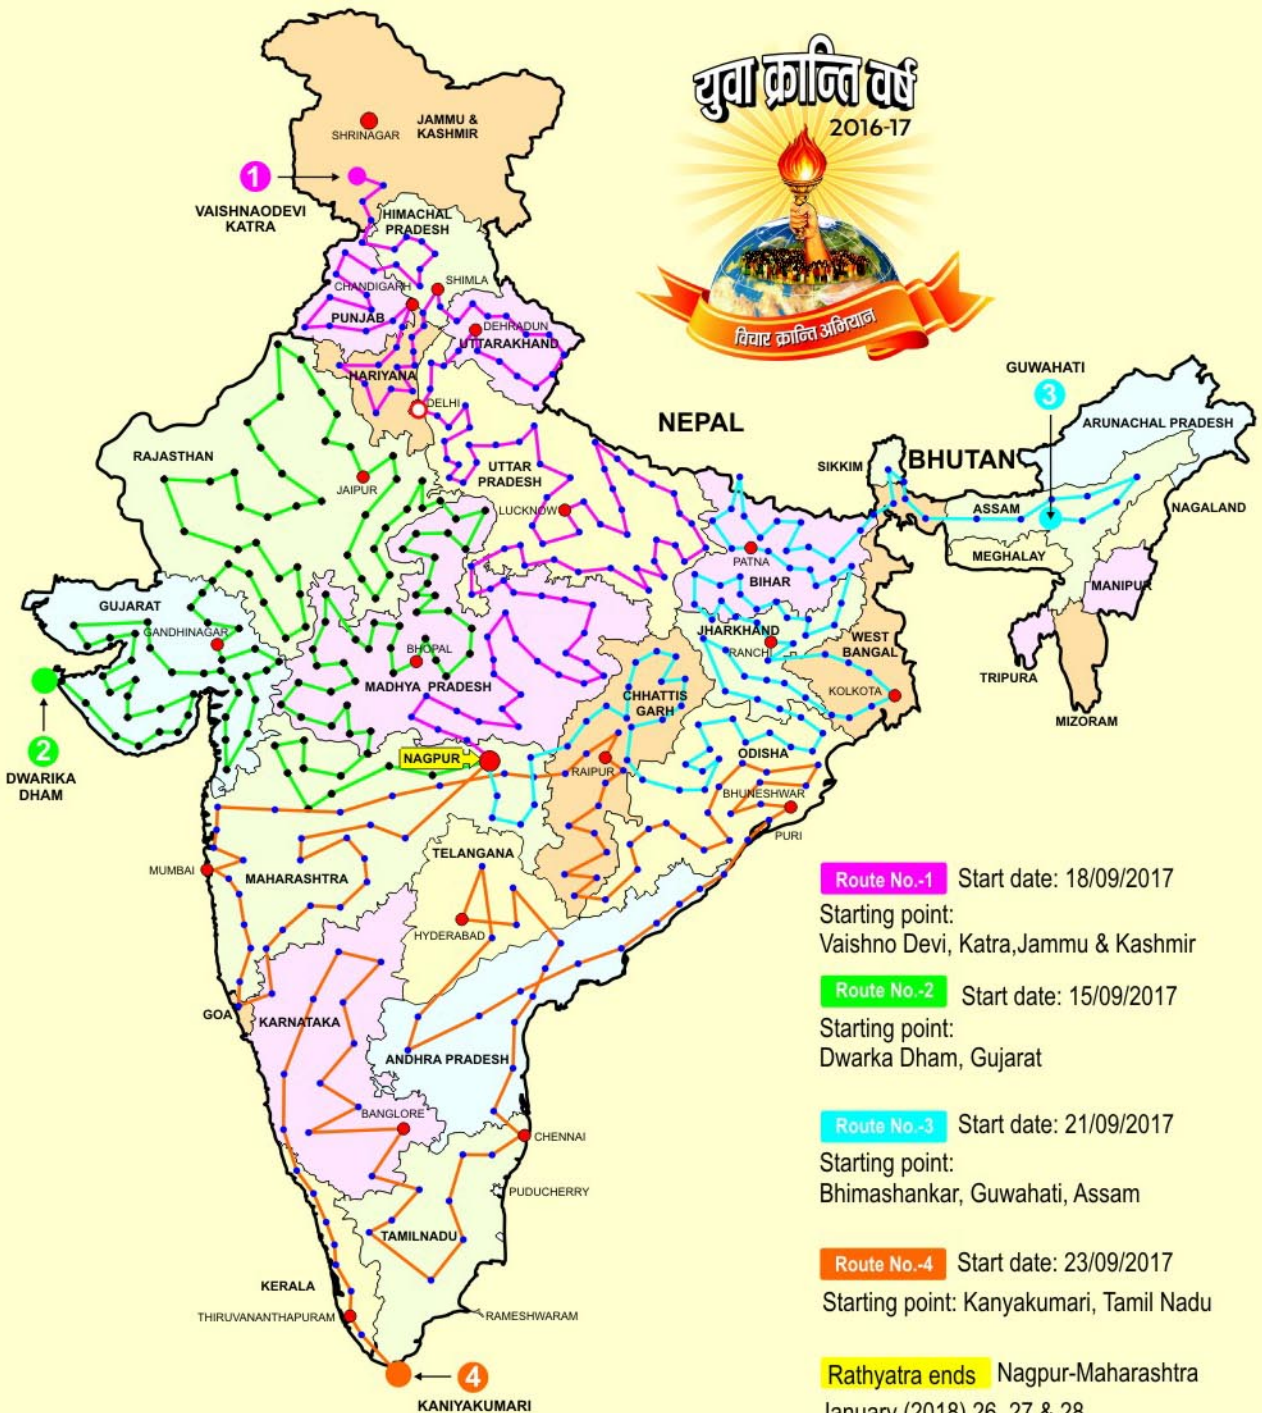 युवा क्रान्ति वर्ष
2016-17
विचार क्रान्ति अभियान
SHRINAGAR
JAMMU &
KASHMIR
1
VAISHNAODEVI
KATRA
HIMACHAL
PRADESH
CHANDIGARH
SHIMLA
PUNJAB
DEHRADUN
UTTARAKHAND
HARIYANA
DELHI
NEPAL
GUWAHATI
3
ARUNACHAL PRADESH
RAJASTHAN
JAIPUR
UTTAR
PRADESH
LUCKNOW
SIKKIM
BHUTAN
ASSAM
NAGALAND
MEGHALAY
MANIPUR
PATNA
BIHAR
GUJARAT
GANDHINAGAR
BHOPAL
MADHYA PRADESH
JHARKHAND
RANCHI
WEST
BANGAL
KOLKOTA
TRIPURA
MIZORAM
CHHATTIS
GARH
2
DWARIKA
DHAM
NAGPUR
RAIPUR
ODISHA
BHUNESHWAR
PURI
MUMBAI
MAHARASHTRA
TELANGANA
HYDERABAD
GOA
KARNATAKA
ANDHRA PRADESH
BANGLORE
CHENNAI
PUDUCHERRY
TAMILNADU
KERALA
THIRUVANANTHAPURAM
RAMESHWARAM
4
KANIYAKUMARI
Route No.-1 Start date: 18/09/2017
Starting point:
Vaishno Devi, Katra,Jammu & Kashmir
Route No.-2 Start date: 15/09/2017
Starting point:
Dwarka Dham, Gujarat
Route No.-3 Start date: 21/09/2017
Starting point:
Bhimashankar, Guwahati, Assam
Route No.-4 Start date: 23/09/2017
Starting point: Kanyakumari, Tamil Nadu
Rathyatra ends Nagpur-Maharashtra
January (2018) 26, 27 & 28